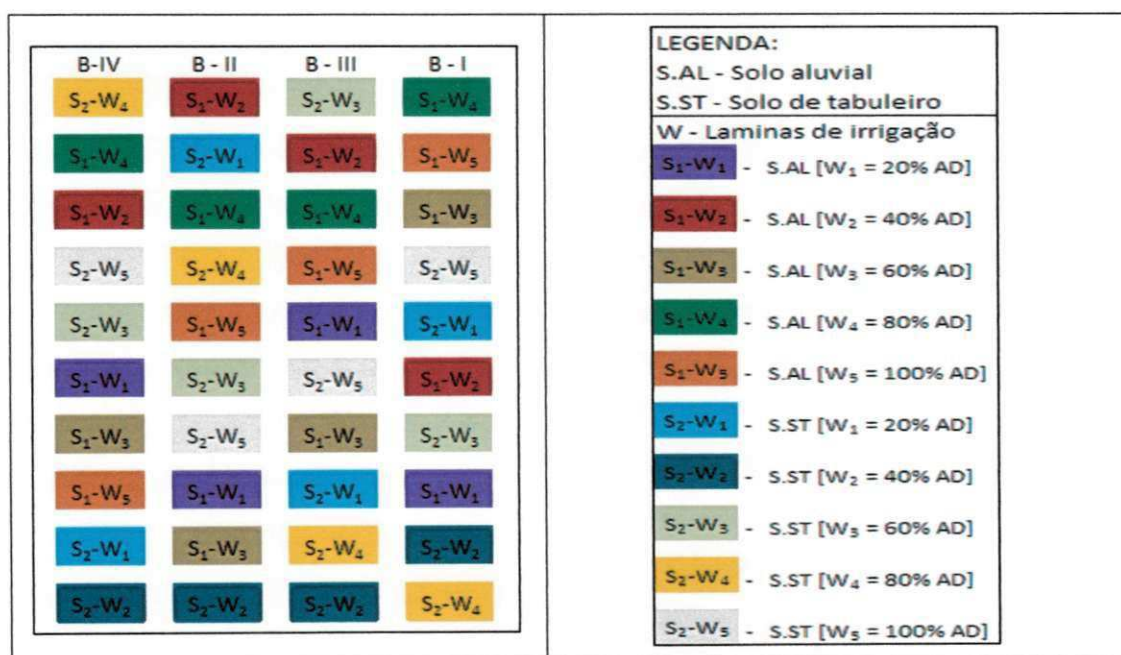 B-IV B - II B - III B - I
S₂-W₄ S₁-W₂ S₂-W₃ S₁-W₄
S₁-W₄ S₂-W₁ S₁-W₂ S₁-W₅
S₁-W₂ S₁-W₄ S₁-W₄ S₁-W₃
S₂-W₅ S₂-W₄ S₁-W₅ S₂-W₅
S₂-W₃ S₁-W₅ S₁-W₁ S₂-W₁
S₁-W₁ S₂-W₃ S₂-W₅ S₁-W₂
S₁-W₃ S₂-W₅ S₁-W₃ S₂-W₃
S₁-W₅ S₁-W₁ S₂-W₁ S₁-W₁
S₂-W₁ S₁-W₃ S₂-W₄ S₂-W₂
S₂-W₂ S₂-W₂ S₂-W₂ S₂-W₄
LEGENDA:
S.AL - Solo aluvial
S.ST - Solo de tabuleiro
W - Laminas de irrigação
S₁-W₁ - S.AL [W₁ = 20% AD]
S₁-W₂ - S.AL [W₂ = 40% AD]
S₁-W₃ - S.AL [W₃ = 60% AD]
S₁-W₄ - S.AL [W₄ = 80% AD]
S₁-W₅ - S.AL [W₅ = 100% AD]
S₂-W₁ - S.ST [W₁ = 20% AD]
S₂-W₂ - S.ST [W₂ = 40% AD]
S₂-W₃ - S.ST [W₃ = 60% AD]
S₂-W₄ - S.ST [W₄ = 80% AD]
S₂-W₅ - S.ST [W₅ = 100% AD]